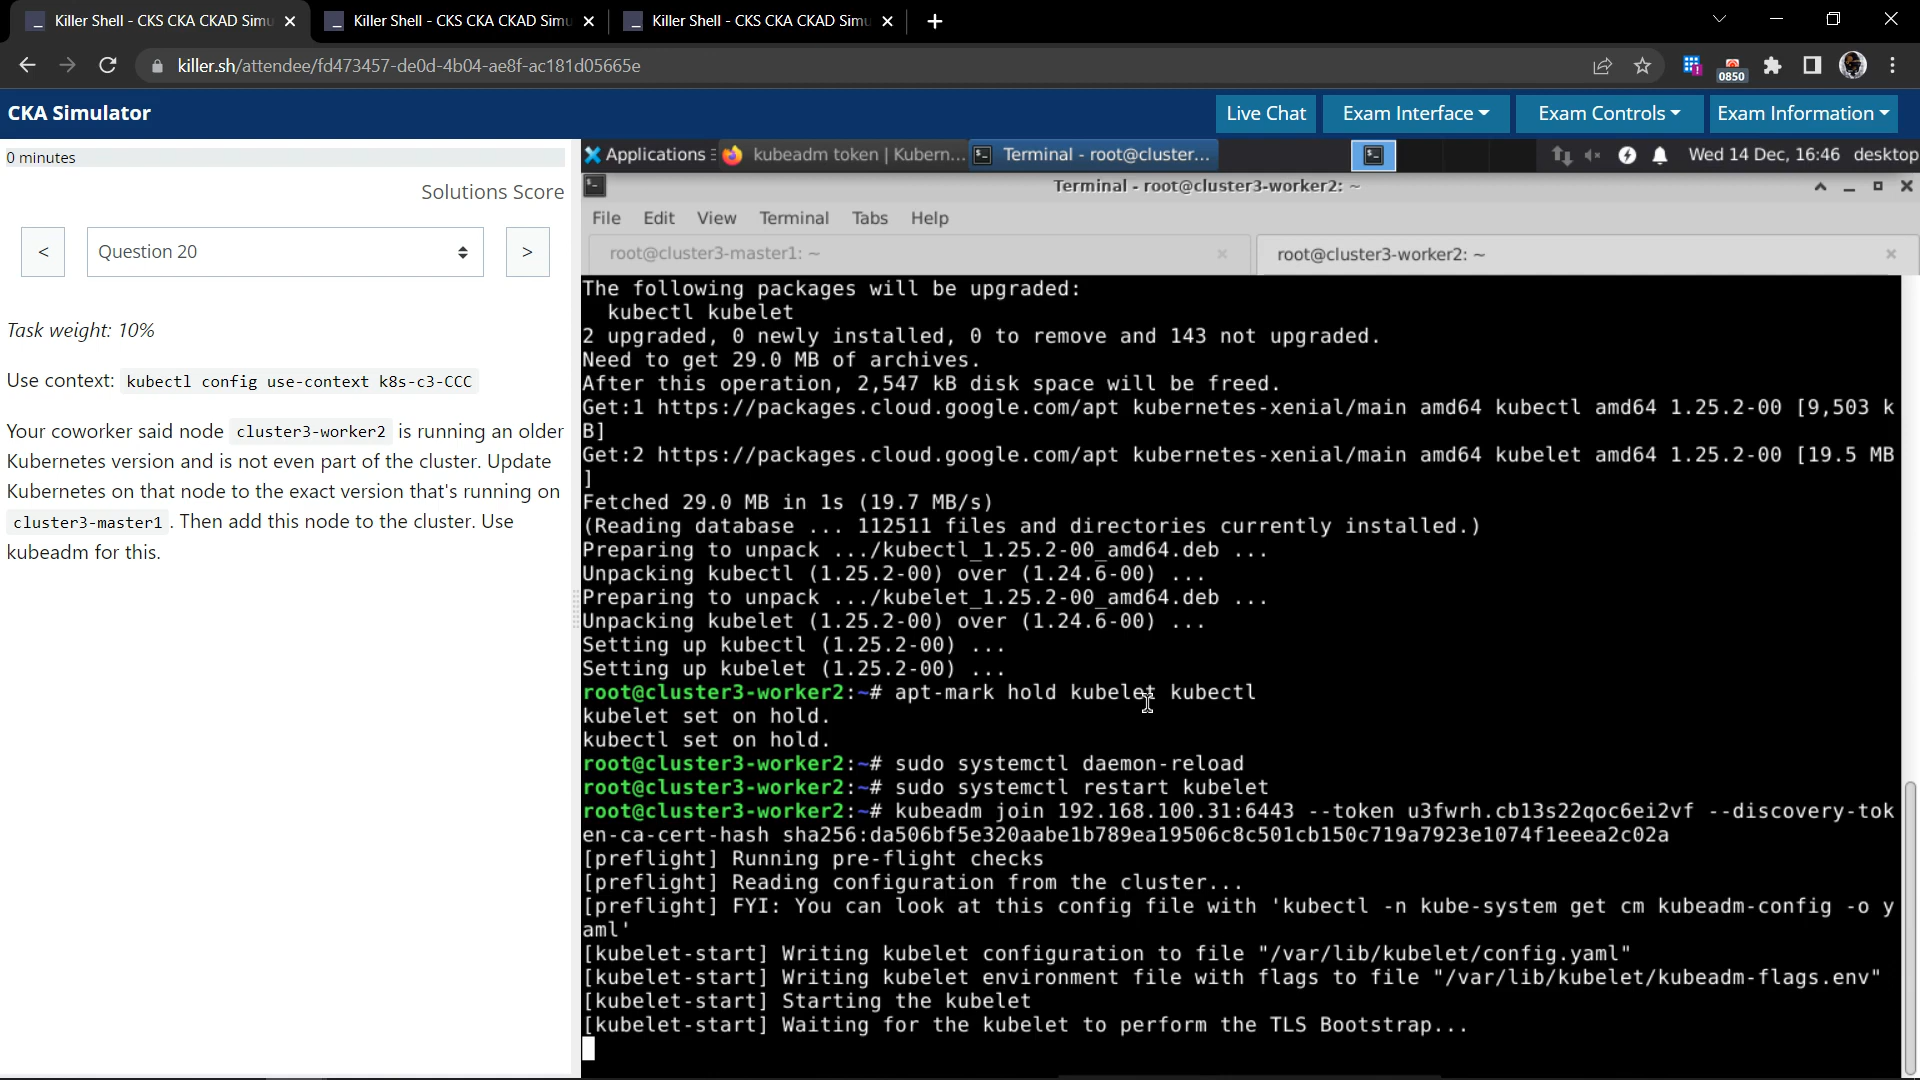 Killer Shell - CKS CKA CKAD Simu
Killer Shell - CKS CKA CKAD Simu
Killer Shell - CKS CKA CKAD Simu
killer.sh/attendee/fd473457-de0d-4b04-ae8f-ac181d05665e
0850
CKA Simulator
Live Chat
Exam Interface
Exam Controls
Exam Information
0 minutes
Solutions Score
<
Question 20
>
Task weight: 10%
Use context: kubectl config use-context k8s-c3-CCC
Your coworker said node cluster3-worker2 is running an older
Kubernetes version and is not even part of the cluster. Update
Kubernetes on that node to the exact version that's running on
cluster3-master1 . Then add this node to the cluster. Use
kubeadm for this.
Applications
kubeadm token | Kubern...
Terminal - root@cluster...
Wed 14 Dec, 16:46
desktop
Terminal - root@cluster3-worker2: ~
File Edit View Terminal Tabs Help
root@cluster3-master1: ~
root@cluster3-worker2: ~
The following packages will be upgraded:
  kubectl kubelet
2 upgraded, 0 newly installed, 0 to remove and 143 not upgraded.
Need to get 29.0 MB of archives.
After this operation, 2,547 kB disk space will be freed.
Get:1 https://packages.cloud.google.com/apt kubernetes-xenial/main amd64 kubectl amd64 1.25.2-00 [9,503 k
B]
Get:2 https://packages.cloud.google.com/apt kubernetes-xenial/main amd64 kubelet amd64 1.25.2-00 [19.5 MB
]
Fetched 29.0 MB in 1s (19.7 MB/s)
(Reading database ... 112511 files and directories currently installed.)
Preparing to unpack .../kubectl_1.25.2-00_amd64.deb ...
Unpacking kubectl (1.25.2-00) over (1.24.6-00) ...
Preparing to unpack .../kubelet_1.25.2-00_amd64.deb ...
Unpacking kubelet (1.25.2-00) over (1.24.6-00) ...
Setting up kubectl (1.25.2-00) ...
Setting up kubelet (1.25.2-00) ...
root@cluster3-worker2:~# apt-mark hold kubelet kubectl
kubelet set on hold.
kubectl set on hold.
root@cluster3-worker2:~# sudo systemctl daemon-reload
root@cluster3-worker2:~# sudo systemctl restart kubelet
root@cluster3-worker2:~# kubeadm join 192.168.100.31:6443 --token u3fwrh.cb13s22qoc6ei2vf --discovery-tok
en-ca-cert-hash sha256:da506bf5e320aabe1b789ea19506c8c501cb150c719a7923e1074f1eeea2c02a
[preflight] Running pre-flight checks
[preflight] Reading configuration from the cluster...
[preflight] FYI: You can look at this config file with 'kubectl -n kube-system get cm kubeadm-config -o y
aml'
[kubelet-start] Writing kubelet configuration to file "/var/lib/kubelet/config.yaml"
[kubelet-start] Writing kubelet environment file with flags to file "/var/lib/kubelet/kubeadm-flags.env"
[kubelet-start] Starting the kubelet
[kubelet-start] Waiting for the kubelet to perform the TLS Bootstrap...